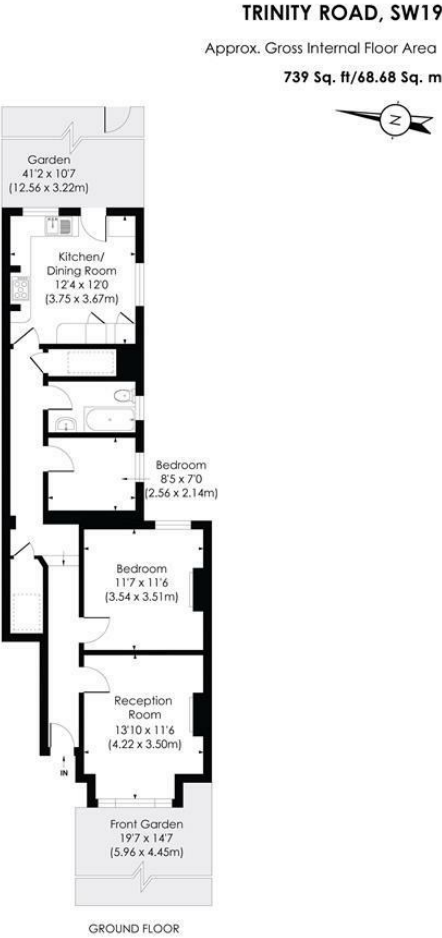 TRINITY ROAD, SW19
Approx. Gross Internal Floor Area
739 Sq. ft/68.68 Sq. m
N
Garden
41'2 x 10'7
(12.56 x 3.22m)
Kitchen/
Dining Room
12'4 x 12'0
(3.75 x 3.67m)
Bedroom
8'5 x 7'0
(2.56 x 2.14m)
Bedroom
11'7 x 11'6
(3.54 x 3.51m)
Reception
Room
13'10 x 11'6
(4.22 x 3.50m)
IN
Front Garden
19'7 x 14'7
(5.96 x 4.45m)
GROUND FLOOR